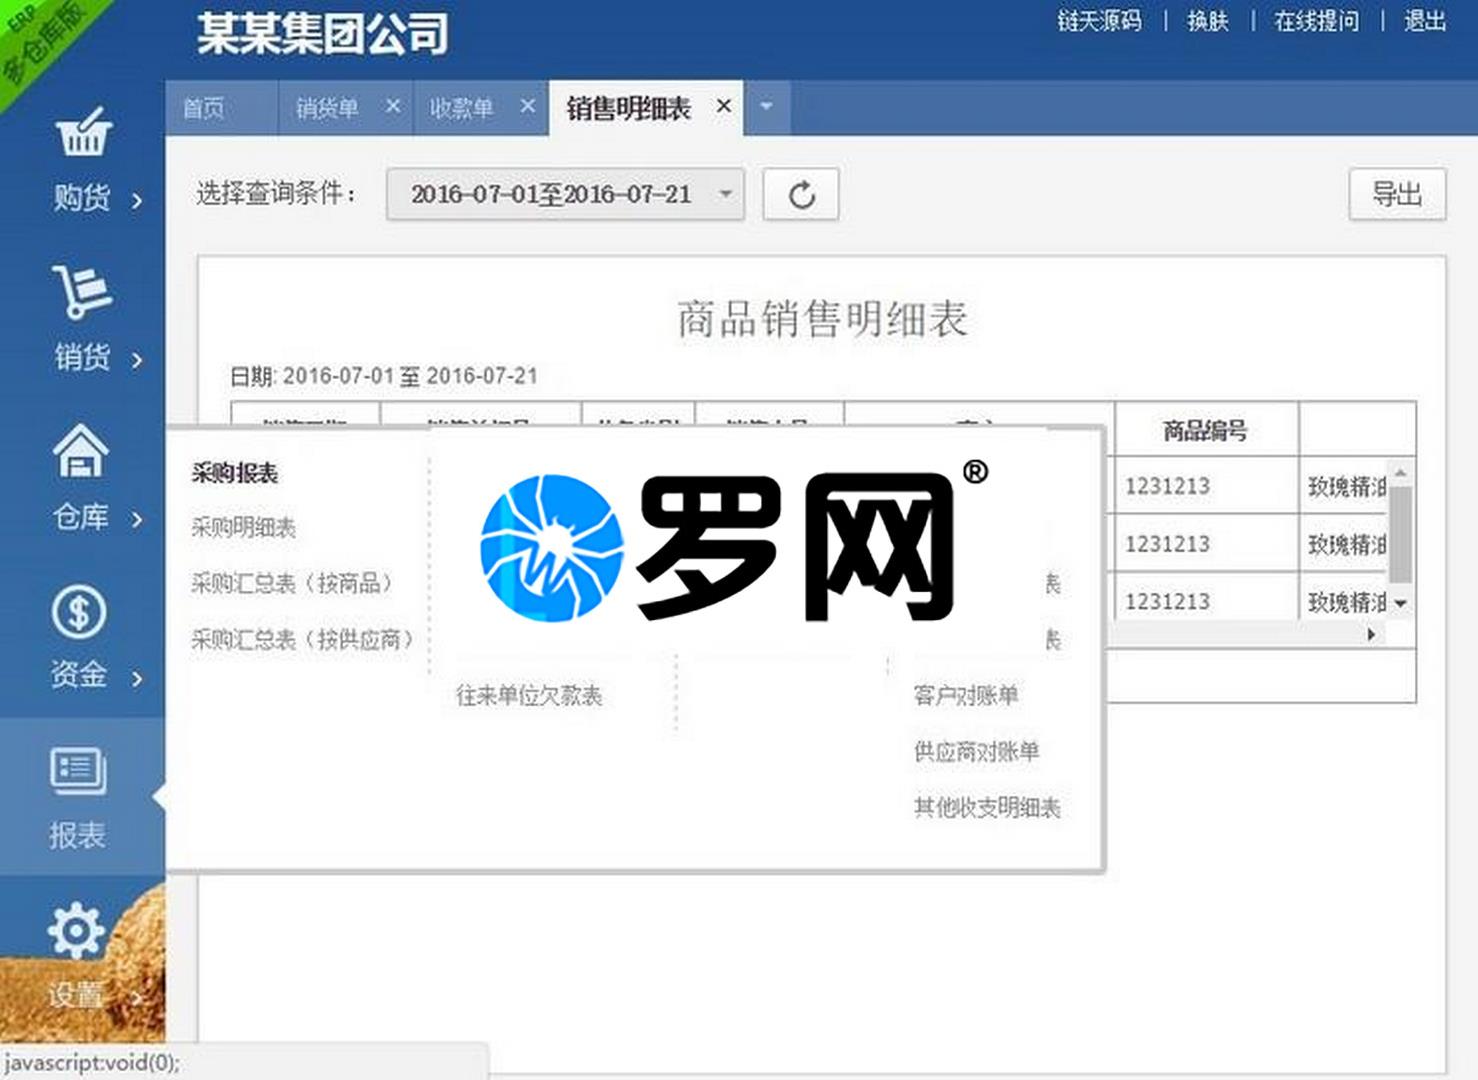 ERP
多仓库版
某某集团公司
链天源码 | 换肤 | 在线提问 | 退出
首页 销货单 × 收款单 × 销售明细表 ×
购货
销货
仓库
资金
报表
设置
选择查询条件：
2016-07-01至2016-07-21
导出
商品销售明细表
日期: 2016-07-01 至 2016-07-21
商品编号
1231213 玫瑰精油
1231213 玫瑰精油
1231213 玫瑰精油
采购报表
采购明细表
采购汇总表（按商品）
采购汇总表（按供应商）
罗网®
表
表
往来单位欠款表
客户对账单
供应商对账单
其他收支明细表
javascript:void(0);